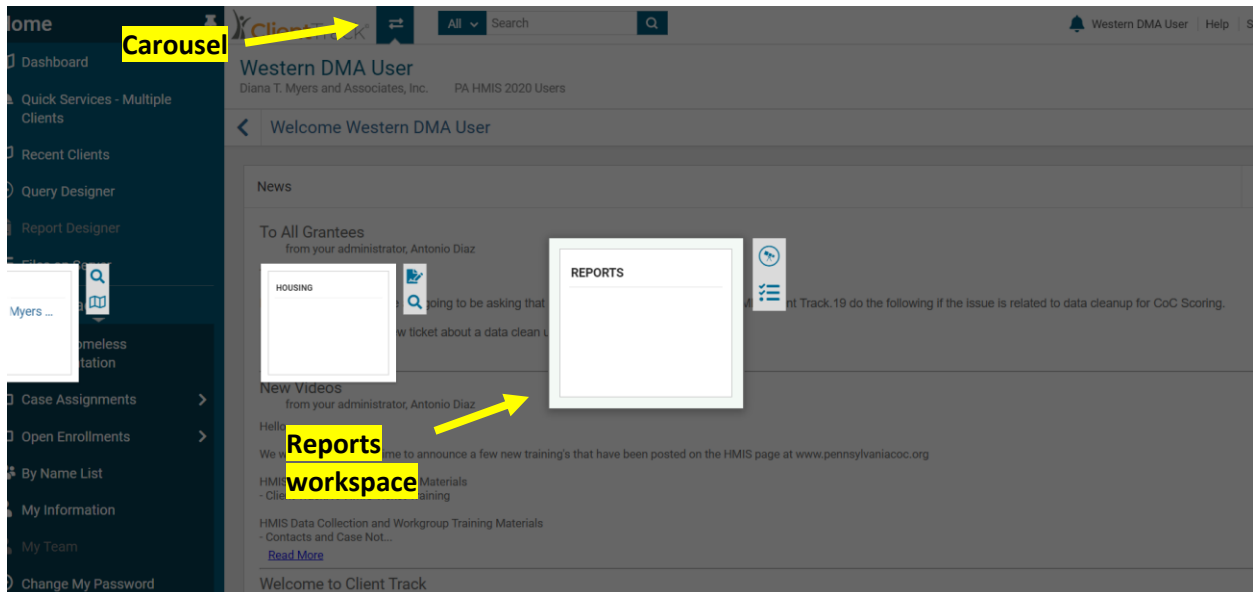 ome
Carousel
ClientTrack
All
Search
Western DMA User
Help
S
Dashboard
Quick Services - Multiple
Clients
Recent Clients
Query Designer
Report Designer
Files on Server
Myers ...
omeless
tation
Case Assignments
Open Enrollments
By Name List
My Information
My Team
Change My Password
Western DMA User
Diana T. Myers and Associates, Inc.
PA HMIS 2020 Users
Welcome Western DMA User
News
To All Grantees
from your administrator, Antonio Diaz
HOUSING
REPORTS
going to be asking that
nt Track.19 do the following if the issue is related to data cleanup for CoC Scoring.
w ticket about a data clean u
New Videos
from your administrator, Antonio Diaz
Hello
Reports
workspace
We w
me to announce a few new training's that have been posted on the HMIS page at www.pennsylvaniacoc.org
HMIS
Materials
- Clie
aining
HMIS Data Collection and Workgroup Training Materials
- Contacts and Case Not...
Read More
Welcome to Client Track